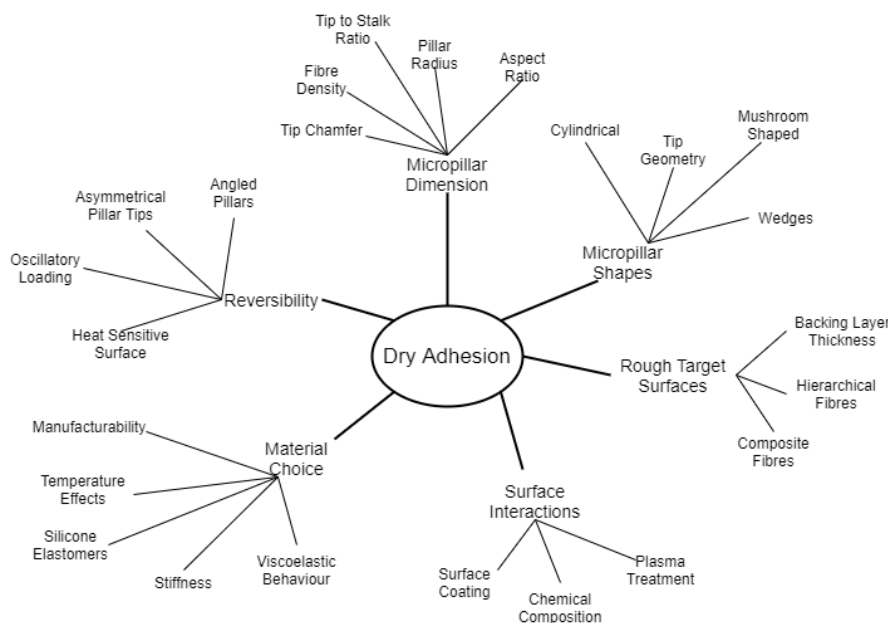 Tip to Stalk
Ratio
Pillar
Radius
Aspect
Ratio
Fibre
Density
Tip Chamfer
Micropillar
Dimension
Cylindrical
Tip
Geometry
Mushroom
Shaped
Wedges
Micropillar
Shapes
Asymmetrical
Pillar Tips
Angled
Pillars
Oscillatory
Loading
Heat Sensitive
Surface
Reversibility
Dry Adhesion
Rough Target
Surfaces
Backing Layer
Thickness
Hierarchical
Fibres
Composite
Fibres
Material
Choice
Manufacturability
Temperature
Effects
Silicone
Elastomers
Stiffness
Viscoelastic
Behaviour
Surface
Interactions
Surface
Coating
Chemical
Composition
Plasma
Treatment